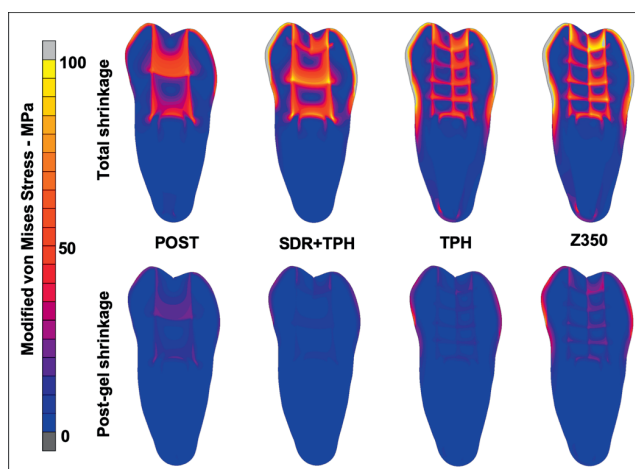 Modified von Mises Stress - MPa
100
50
0
Total shrinkage
POST
SDR+TPH
TPH
Z350
Post-gel shrinkage